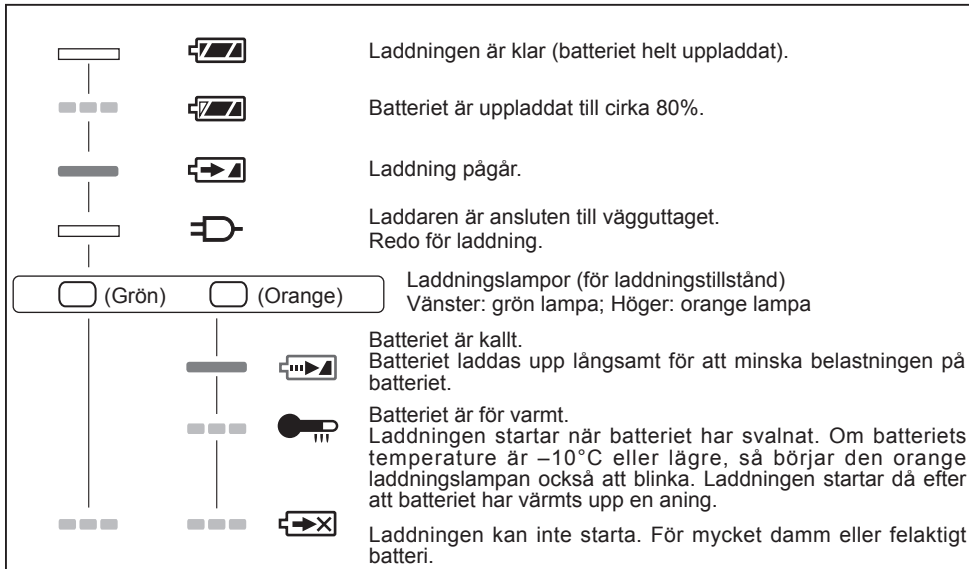 Laddningen är klar (batteriet helt uppladdat).
Batteriet är uppladdat till cirka 80%.
Laddning pågår.
Laddaren är ansluten till vägguttaget.
Redo för laddning.
(Grön) (Orange)
Laddningslampor (för laddningstillstånd)
Vänster: grön lampa; Höger: orange lampa
Batteriet är kallt.
Batteriet laddas upp långsamt för att minska belastningen på
batteriet.
Batteriet är för varmt.
Laddningen startar när batteriet har svalnat. Om batteriets
temperature är –10°C eller lägre, så börjar den orange
laddningslampan också att blinka. Laddningen startar då efter
att batteriet har värmts upp en aning.
Laddningen kan inte starta. För mycket damm eller felaktigt
batteri.